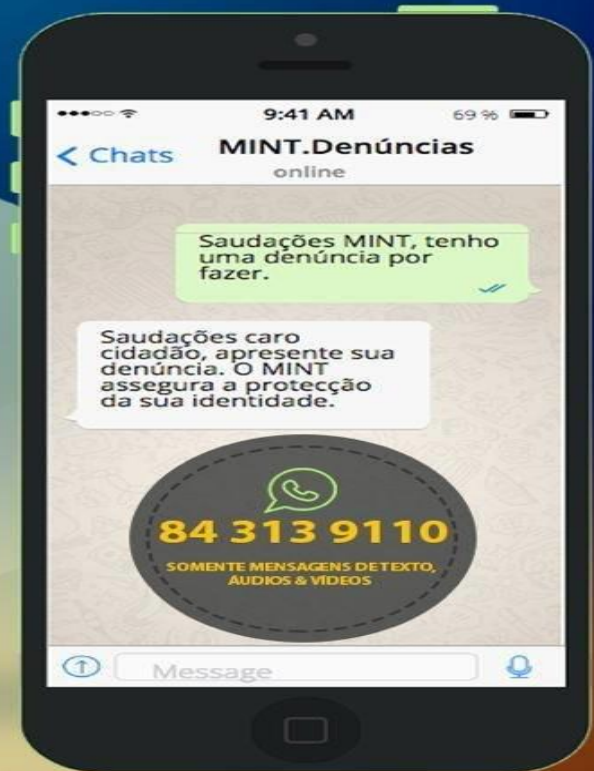 9:41 AM
69 %
Chats
MINT.Denúncias
online
Saudações MINT, tenho
uma denúncia por
fazer.
Saudações caro
cidadão, apresente sua
denúncia. O MINT
assegura a protecção
da sua identidade.
84 313 9110
SOMENTE MENSAGENS DE TEXTO,
ÁUDIOS & VÍDEOS
Message